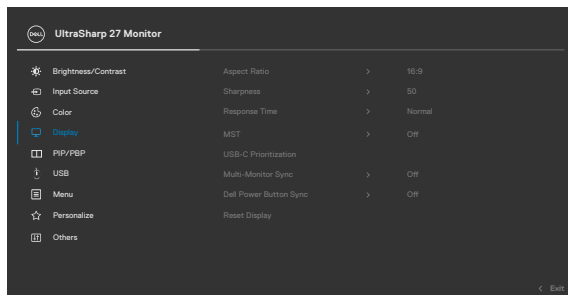 DELL UltraSharp 27 Monitor
Brightness/Contrast Aspect Ratio > 16:9
Input Source Sharpness > 50
Color Response Time > Normal
Display MST > Off
PIP/PBP USB-C Prioritization
USB Multi-Monitor Sync > Off
Menu Dell Power Button Sync > Off
Personalize Reset Display
Others
< Exit